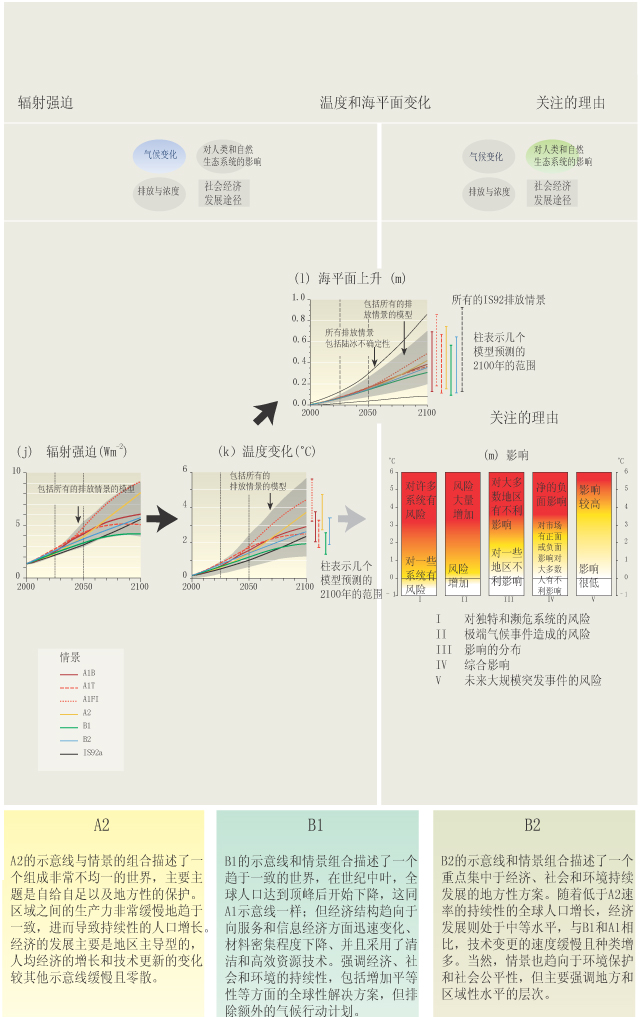 辐射强迫
温度和海平面变化
关注的理由
气候变化
对人类和自然
生态系统的影响
排放与浓度
社会经济
发展途径
气候变化
对人类和自然
生态系统的影响
排放与浓度
社会经济
发展途径
(l) 海平面上升 (m)
1.0
0.8
0.6
0.4
0.2
0.0
2000
2050
2100
包括所有的排
放情景的模型
所有排放情景
包括陆冰不确定性
所有的IS92排放情景
柱表示几个
模型预测的
2100年的范围
关注的理由
(j) 辐射强迫(Wm-2)
10
5
0
2000
2050
2100
包括所有的排放情景的模型
(k) 温度变化(°C)
6
4
2
0
2000
2050
2100
包括所有的
排放情景的模型
柱表示几个
模型预测的
2100年的范围
(m) 影响
°C
6
5
4
3
2
1
0
-1
对许多
系统有
风险
对一些
系统有
风险
风险
大量
增加
风险
增加
对大多
数地区
有不利
影响
对一些
地区不
利影响
净的负
面影响
对市场
有正面
或负面
影响对
大多数
人有不
利影响
影响
较高
影响
很低
°C
6
5
4
3
2
1
0
-1
I
II
III
IV
V
I 对独特和濒危系统的风险
II 极端气候事件造成的风险
III 影响的分布
IV 综合影响
V 未来大规模突发事件的风险
情景
A1B
A1T
A1FI
A2
B1
B2
IS92a
A2
A2的示意线与情景的组合描述了一
个组成非常不均一的世界，主要主
题是自给自足以及地方性的保护。
区域之间的生产力非常缓慢地趋于
一致，进而导致持续性的人口增长。
经济的发展主要是地区主导型的，
人均经济的增长和技术更新的变化
较其他示意线缓慢且零散。
B1
B1的示意线和情景组合描述了一个
趋于一致的世界，在世纪中叶，全
球人口达到顶峰后开始下降，这同
A1示意线一样；但经济结构趋向于
向服务和信息经济方面迅速变化、
材料密集程度下降、并且采用了清
洁和高效资源技术。强调经济、社
会和环境的持续性，包括增加平等
性等方面的全球性解决方案，但排
除额外的气候行动计划。
B2
B2的示意线和情景组合描述了一个
重点集中于经济、社会和环境持续
发展的地方性方案。随着低于A2速
率的持续性的全球人口增长，经济
发展则处于中等水平，与B1和A1相
比，技术变更的速度缓慢且种类增
多。当然，情景也趋向于环境保护
和社会公平性，但主要强调地方和
区域性水平的层次。